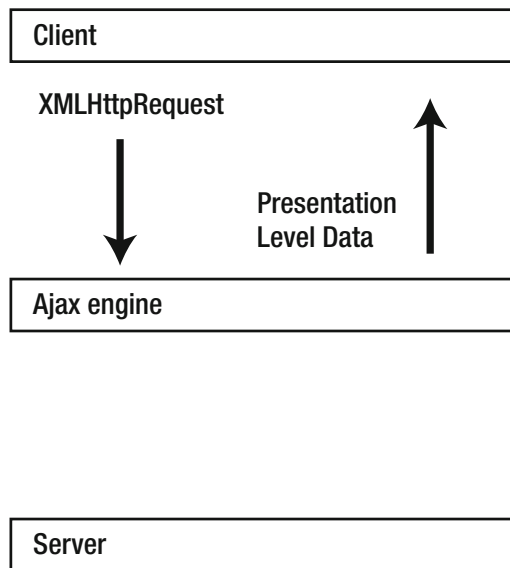 Client
XMLHttpRequest
Presentation
Level Data
Ajax engine
Server